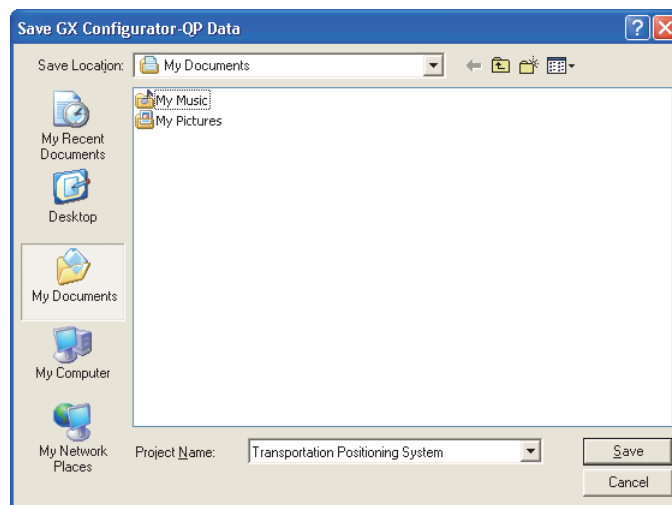 Save GX Configurator-QP Data
Save Location:
My Documents
My Music
My Pictures
My Recent
Documents
Desktop
My Documents
My Computer
My Network
Places
Project Name:
Transportation Positioning System
Save
Cancel